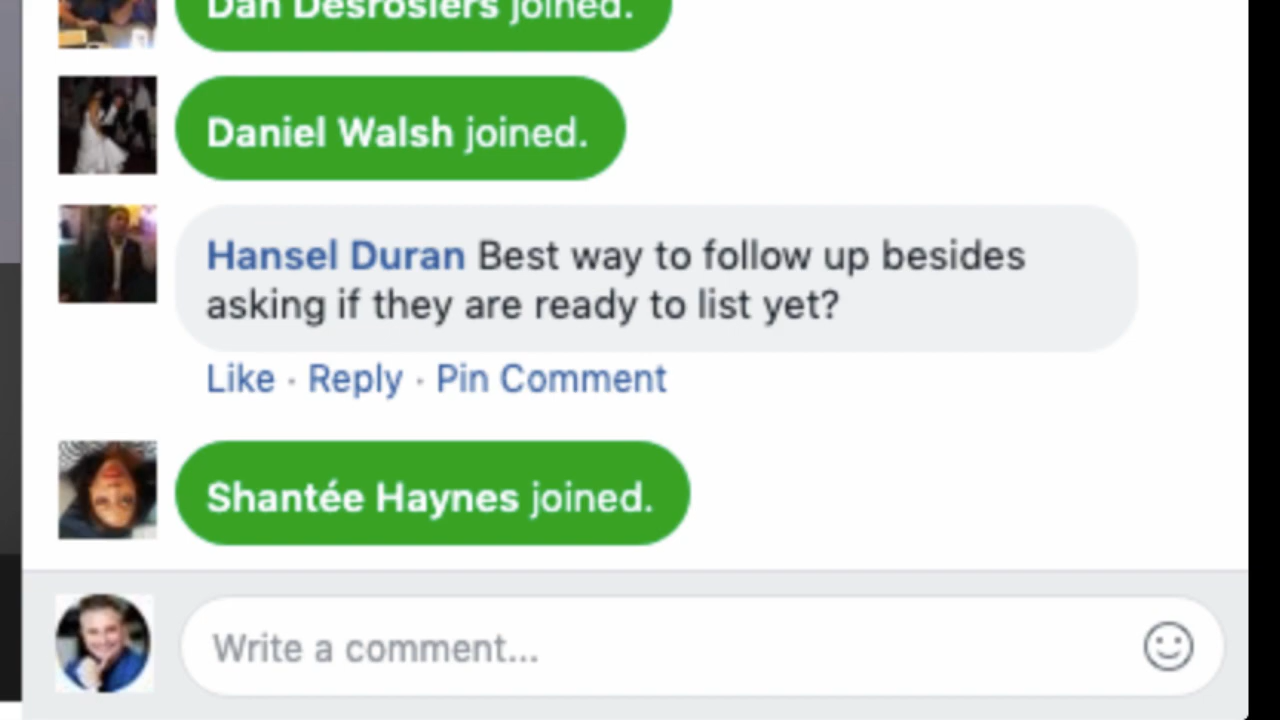 Dan Desrosiers joined.
Daniel Walsh joined.
Hansel Duran Best way to follow up besides
asking if they are ready to list yet?
Like · Reply · Pin Comment
Shantée Haynes joined.
Write a comment...